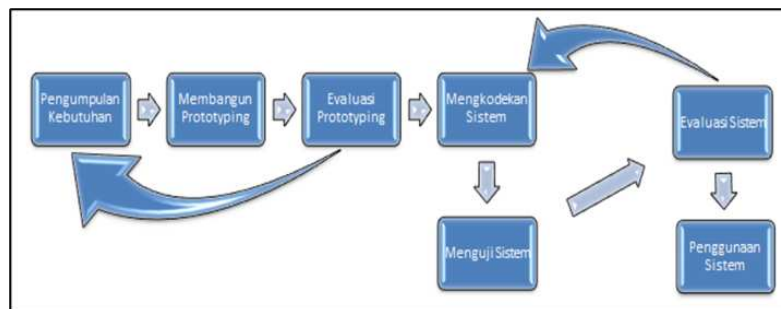 Pengumpulan
Kebutuhan
Membangun
Prototyping
Evaluasi
Prototyping
Mengkodekan
Sistem
Menguji Sistem
Evaluasi Sistem
Penggunaan
Sistem